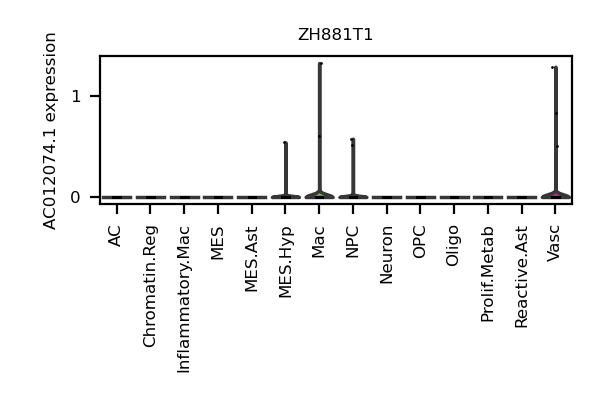 ZH881T1
AC012074.1 expression
1
0
AC
Chromatin.Reg
Inflammatory.Mac
MES
MES.Ast
MES.Hyp
Mac
NPC
Neuron
OPC
Oligo
Prolif.Metab
Reactive.Ast
Vasc